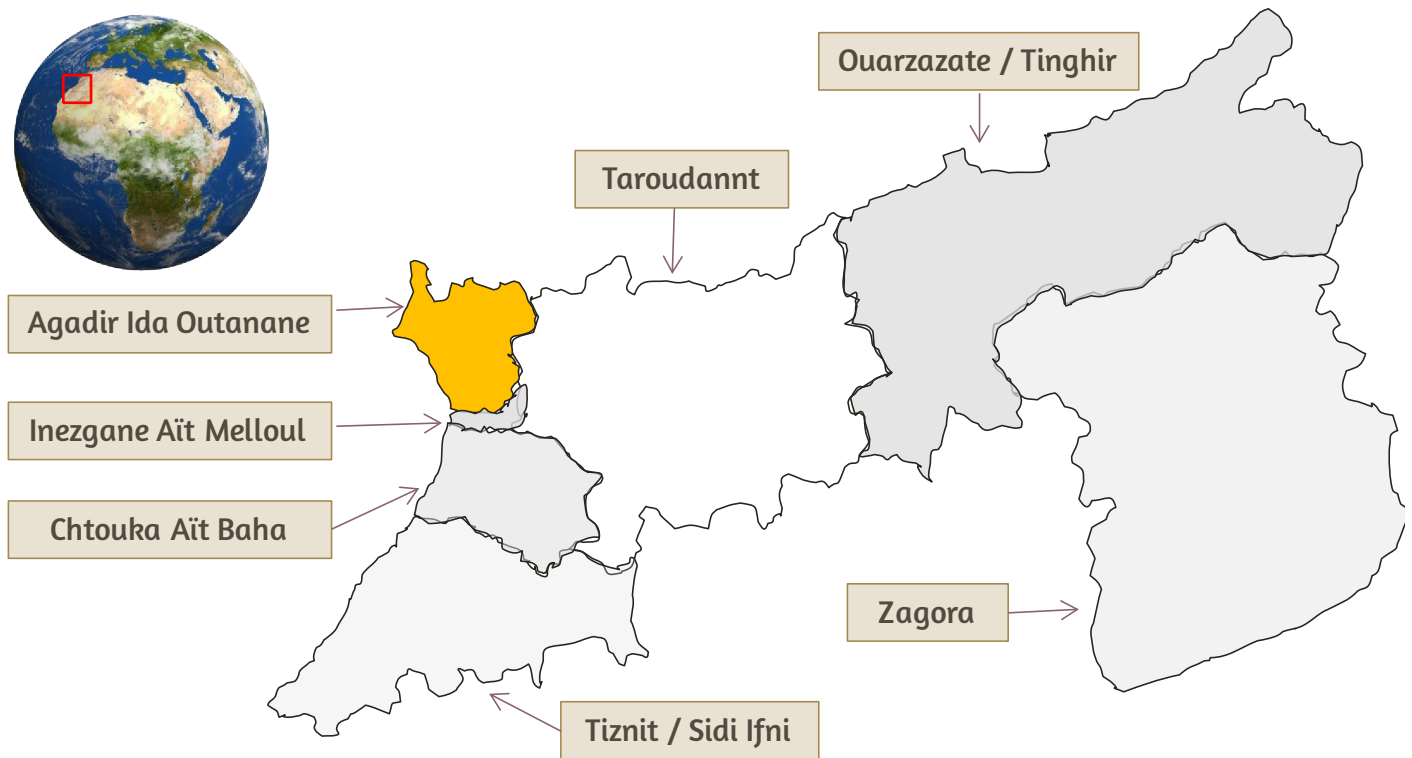 Ouarzazate / Tinghir
Taroudannt
Agadir Ida Outanane
Inezgane Aït Melloul
Chtouka Aït Baha
Zagora
Tiznit / Sidi Ifni